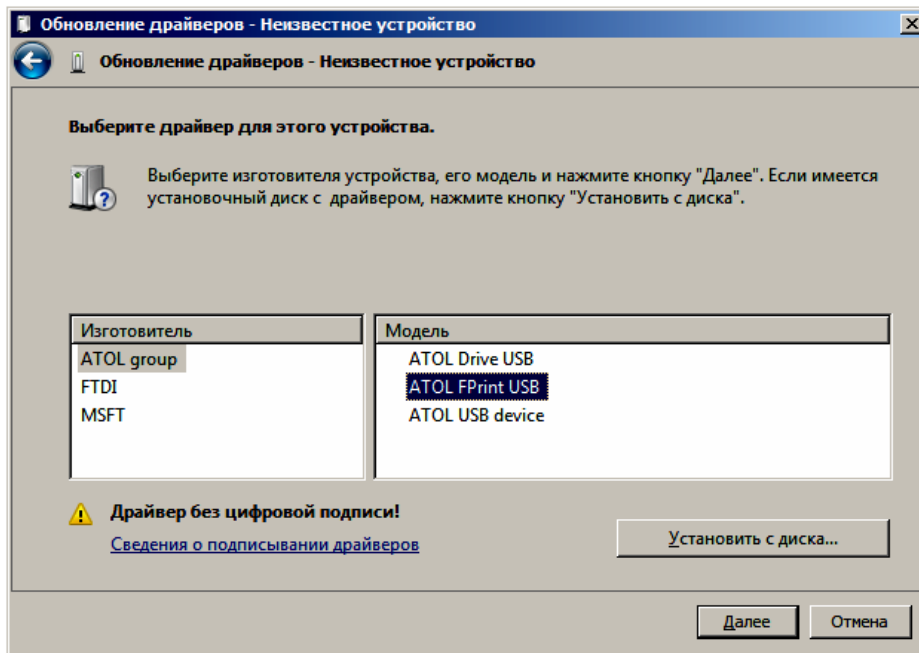 Обновление драйверов - Неизвестное устройство
Обновление драйверов - Неизвестное устройство
Выберите драйвер для этого устройства.
Выберите изготовителя устройства, его модель и нажмите кнопку "Далее". Если имеется
установочный диск с драйвером, нажмите кнопку "Установить с диска".
Изготовитель
ATOL group
FTDI
MSFT
Модель
ATOL Drive USB
ATOL FPrint USB
ATOL USB device
Драйвер без цифровой подписи!
Сведения о подписывании драйверов
Установить с диска...
Далее
Отмена